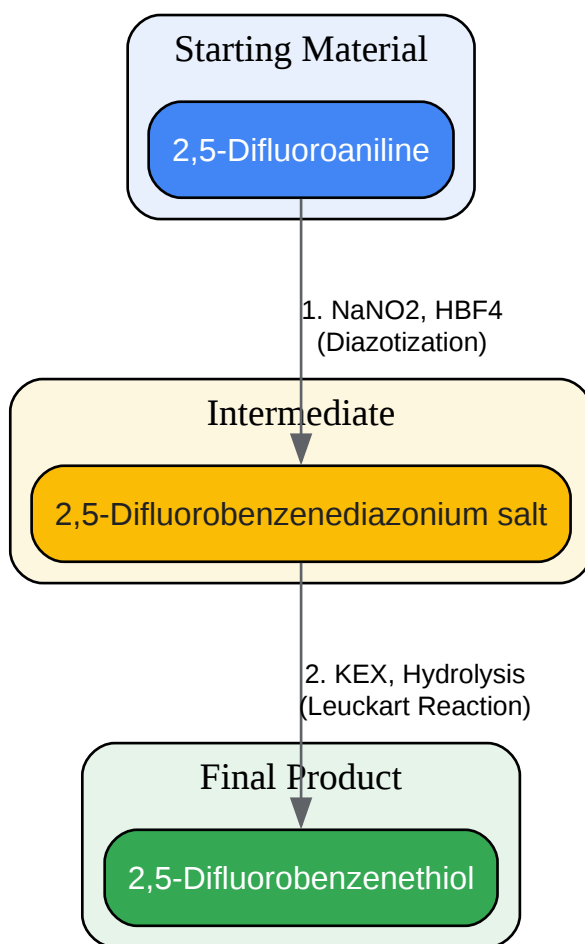 Starting Material
2,5-Difluoroaniline
1. NaNO2, HBF4
(Diazotization)
Intermediate
2,5-Difluorobenzenediazonium salt
2. KEX, Hydrolysis
(Leuckart Reaction)
Final Product
2,5-Difluorobenzenethiol